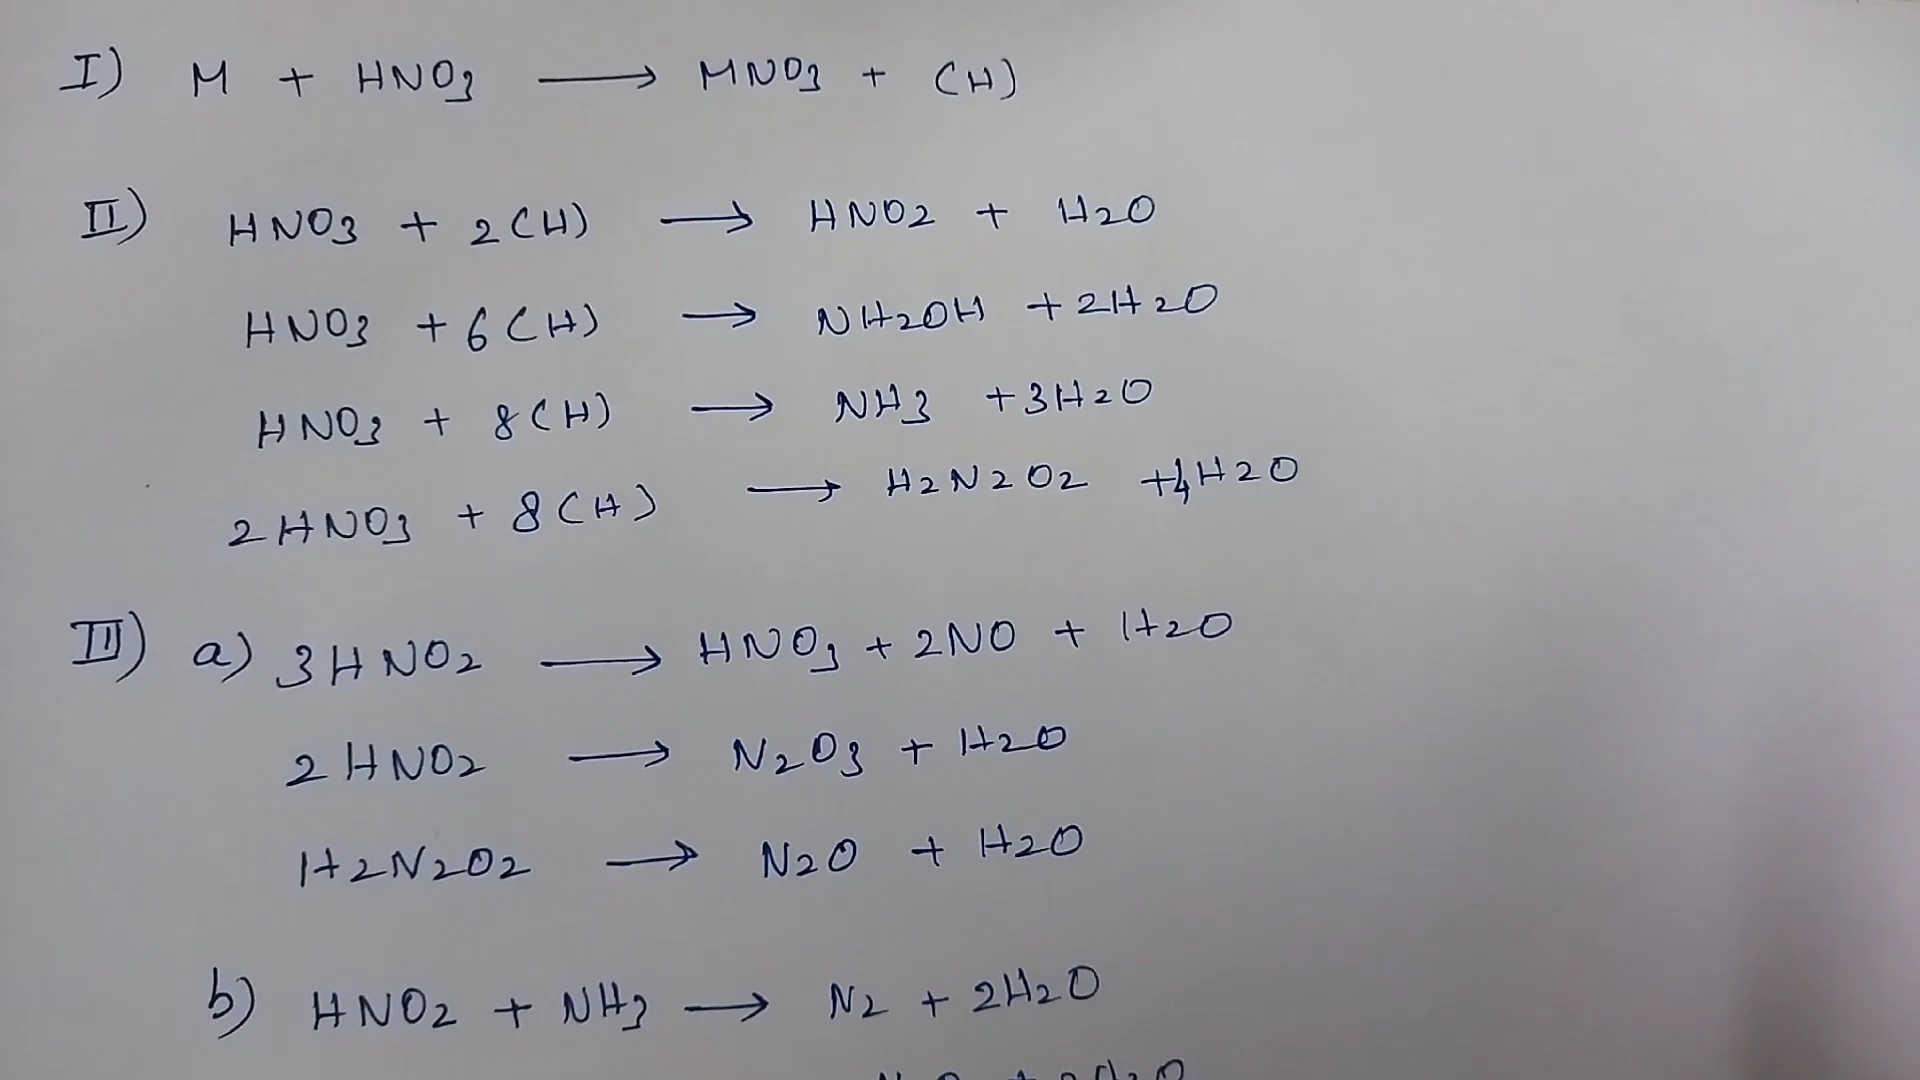 I) M + HNO3 ⟶ MNO3 + (H)
II) HNO3 + 2(H) ⟶ HNO2 + H2O
HNO3 + 6(H) ⟶ NH2OH + 2H2O
HNO3 + 8(H) ⟶ NH3 + 3H2O
2HNO3 + 8(H) ⟶ H2N2O2 + 4H2O
III) a) 3HNO2 ⟶ HNO3 + 2NO + H2O
2HNO2 ⟶ N2O3 + H2O
H2N2O2 ⟶ N2O + H2O
b) HNO2 + NH3 ⟶ N2 + 2H2O